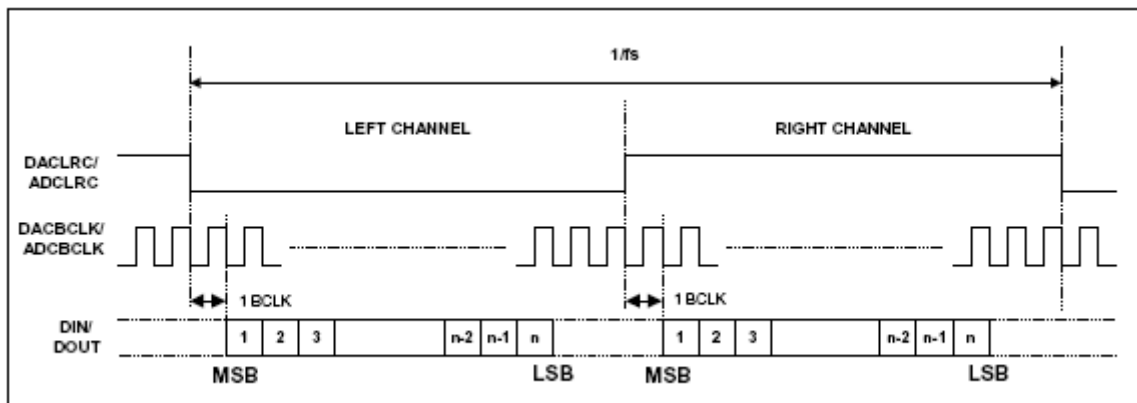 1/fs
LEFT CHANNEL
RIGHT CHANNEL
DACLRC/
ADCLRC
DACBCLK/
ADCBCLK
1 BCLK
1 BCLK
DIN/
DOUT
1 2 3 n-2 n-1 n 1 2 3 n-2 n-1 n
MSB LSB MSB LSB